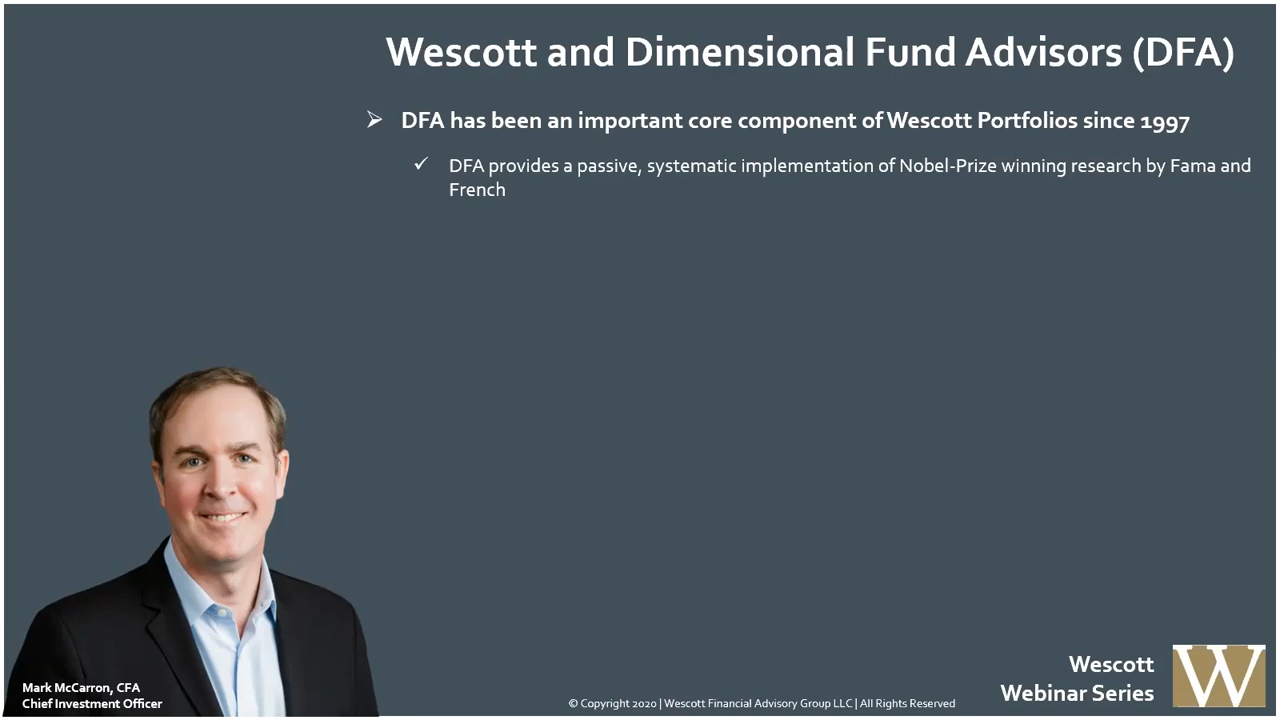 Wescott and Dimensional Fund Advisors (DFA)
➢ DFA has been an important core component of Wescott Portfolios since 1997
✓ DFA provides a passive, systematic implementation of Nobel-Prize winning research by Fama and
French
Mark McCarron, CFA
Chief Investment Officer
© Copyright 2020 | Wescott Financial Advisory Group LLC | All Rights Reserved
Wescott
Webinar Series
W